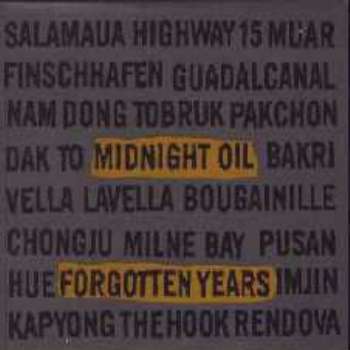 SALAMAUA HIGHWAY 15 MUAR
FINSCHHAFEN GUADALCANAL
NAM DONG TOBRUK PAKCHON
DAK TO MIDNIGHT OIL BAKRI
VELLA LAVELLA BOUGAINILLE
CHONGJU MILNE BAY PUSAN
HUE FORGOTTEN YEARS IMJIN
KAPYONG THE HOOK RENDOVA